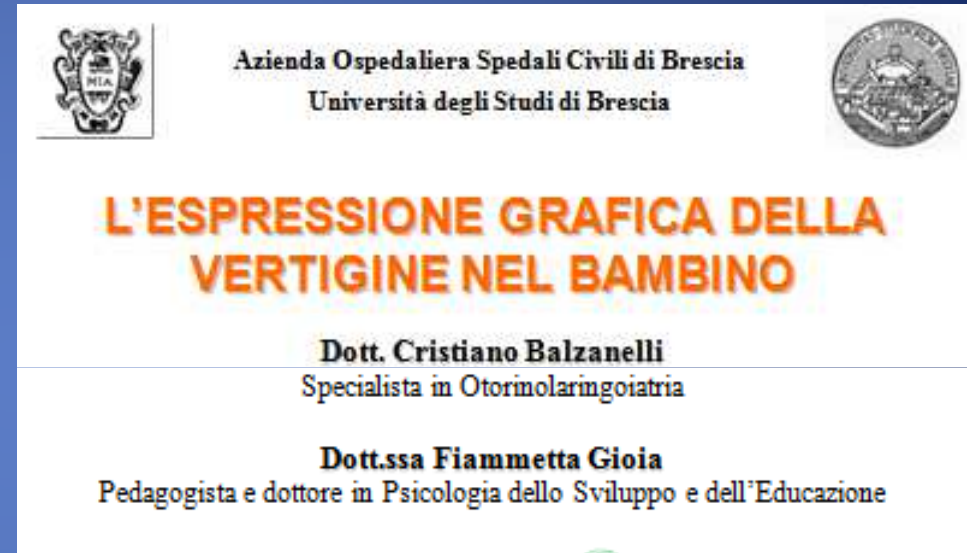 Azienda Ospedaliera Spedali Civili di Brescia
Università degli Studi di Brescia
L'ESPRESSIONE GRAFICA DELLA
VERTIGINE NEL BAMBINO
Dott. Cristiano Balzanelli
Specialista in Otorinolaringoiatria
Dott.ssa Fiammetta Gioia
Pedagogista e dottore in Psicologia dello Sviluppo e dell'Educazione